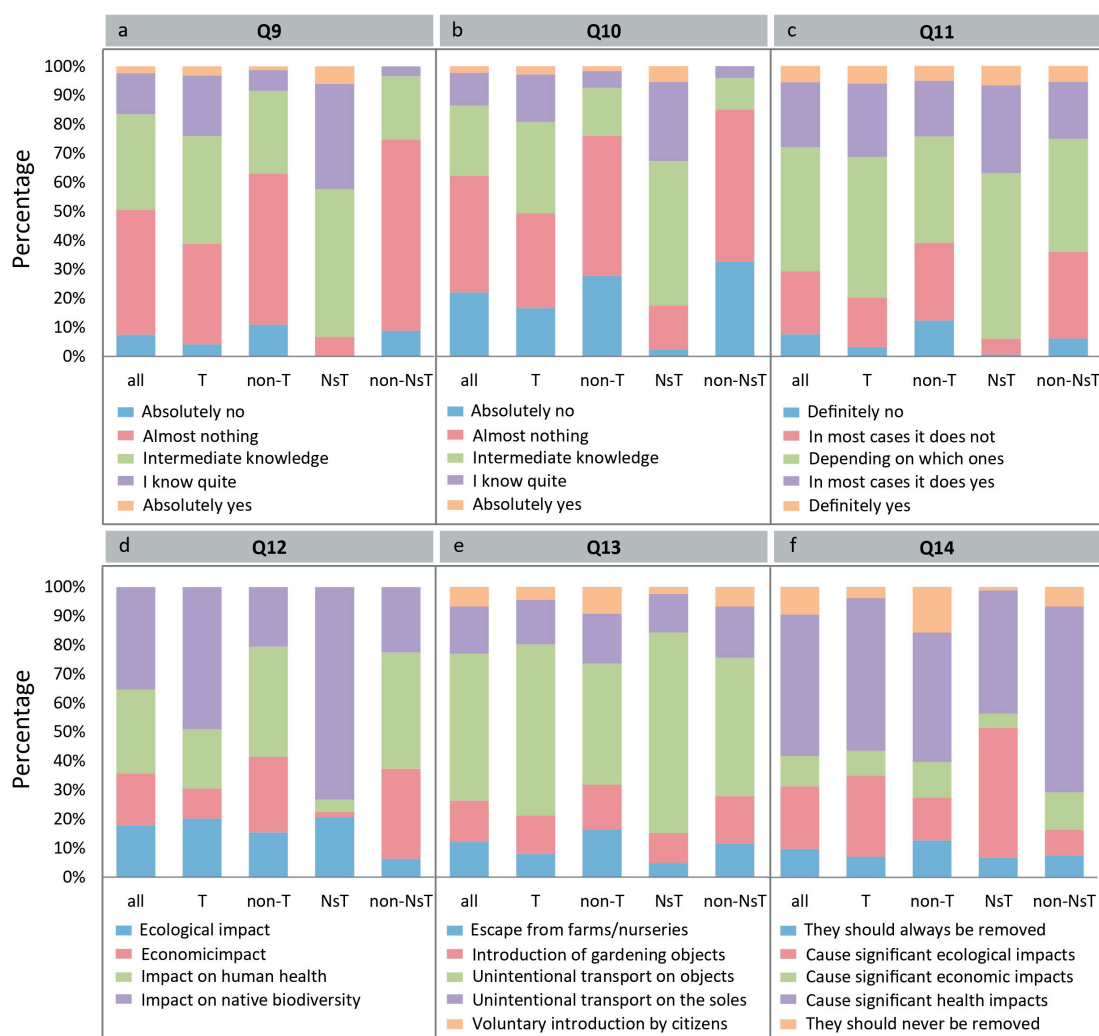 a Q9
b Q10
c Q11
Percentage
100%
90%
80%
70%
60%
50%
40%
30%
20%
10%
0%
all T non-T NsT non-NsT
all T non-T NsT non-NsT
all T non-T NsT non-NsT
Absolutely no
Almost nothing
Intermediate knowledge
I know quite
Absolutely yes
Absolutely no
Almost nothing
Intermediate knowledge
I know quite
Absolutely yes
Definitely no
In most cases it does not
Depending on which ones
In most cases it does yes
Definitely yes
d Q12
e Q13
f Q14
Percentage
100%
90%
80%
70%
60%
50%
40%
30%
20%
10%
0%
all T non-T NsT non-NsT
all T non-T NsT non-NsT
all T non-T NsT non-NsT
Ecological impact
Economicimpact
Impact on human health
Impact on native biodiversity
Escape from farms/nurseries
Introduction of gardening objects
Unintentional transport on objects
Unintentional transport on the soles
Voluntary introduction by citizens
They should always be removed
Cause significant ecological impacts
Cause significant economic impacts
Cause significant health impacts
They should never be removed